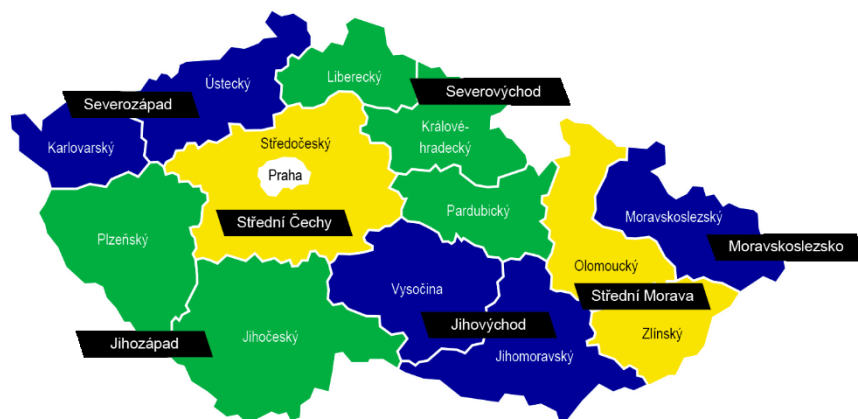 Ústecký
Liberecký
Severozápad
Severovýchod
Karlovarský
Středočeský
Králové-
hradecký
Praha
Pardubický
Plzeňský
Střední Čechy
Moravskoslezský
Moravskoslezsko
Olomoucký
Vysočina
Střední Morava
Jihovýchod
Jihozápad
Jihočeský
Zlínský
Jihomoravský